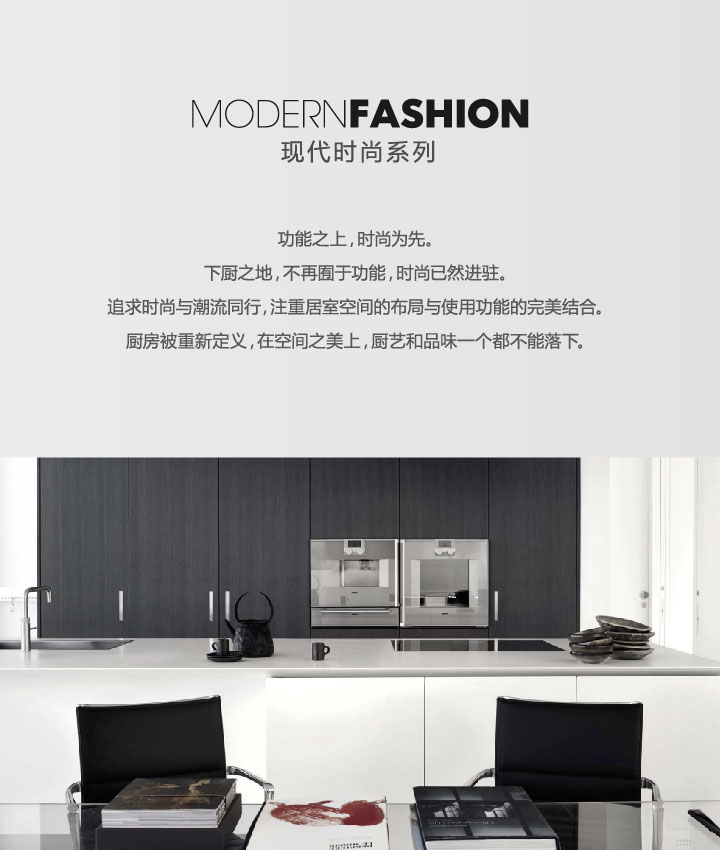 MODERNFASHION
现代时尚系列
功能之上,时尚为先。
下厨之地,不再囿于功能,时尚已然进驻。
追求时尚与潮流同行,注重居室空间的布局与使用功能的完美结合。
厨房被重新定义,在空间之美上,厨艺和品味一个都不能落下。